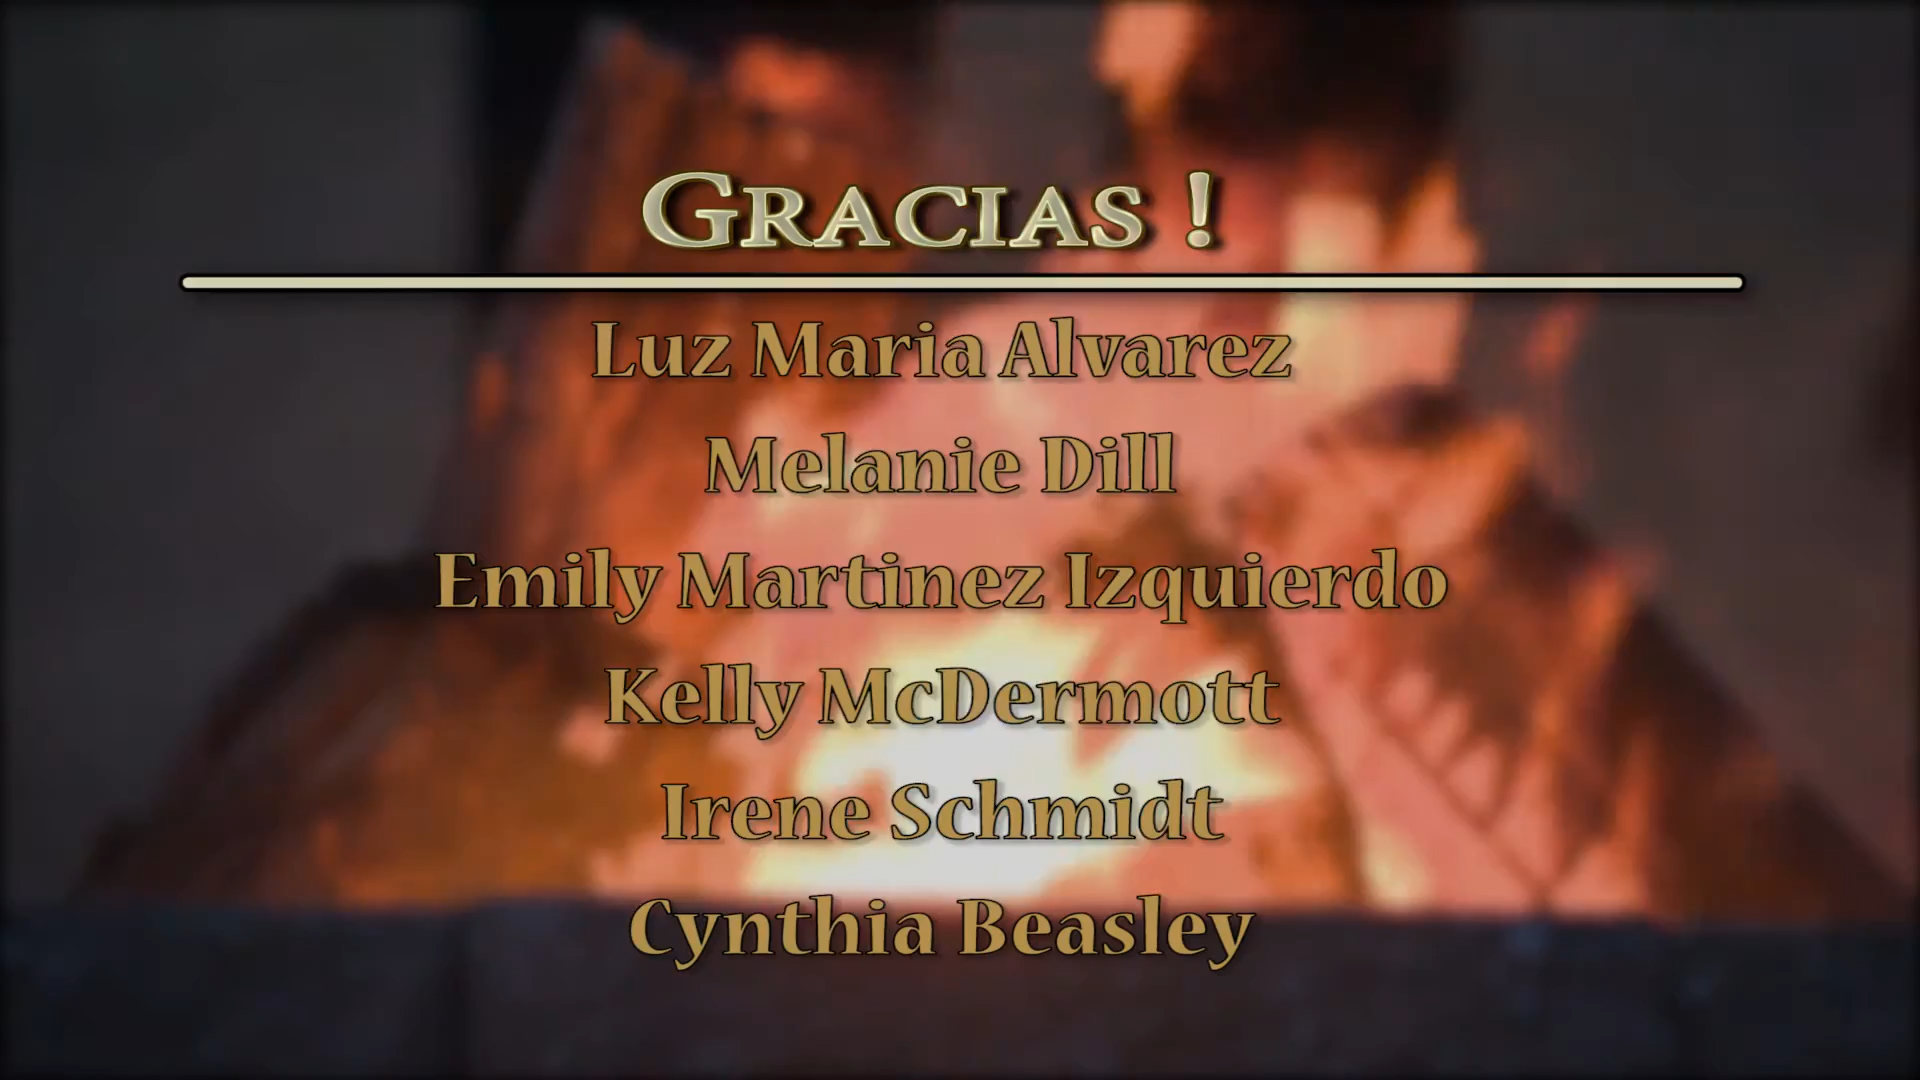 GRACIAS !
Luz Maria Alvarez
Melanie Dill
Emily Martinez Izquierdo
Kelly McDermott
Irene Schmidt
Cynthia Beasley